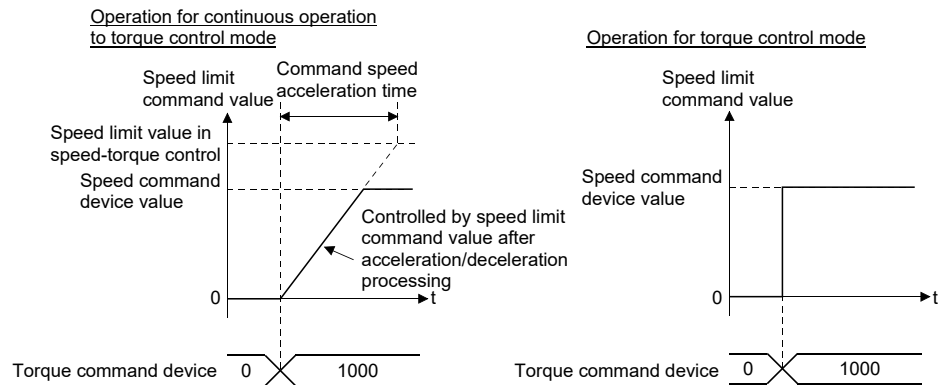 Operation for continuous operation
to torque control mode
Speed limit
command value
Command speed
acceleration time
Speed limit value in
speed-torque control
Speed command
device value
Controlled by speed limit
command value after
acceleration/deceleration
processing
0
t
Torque command device
0
1000
Operation for torque control mode
Speed limit
command value
Speed command
device value
0
t
Torque command device
0
1000